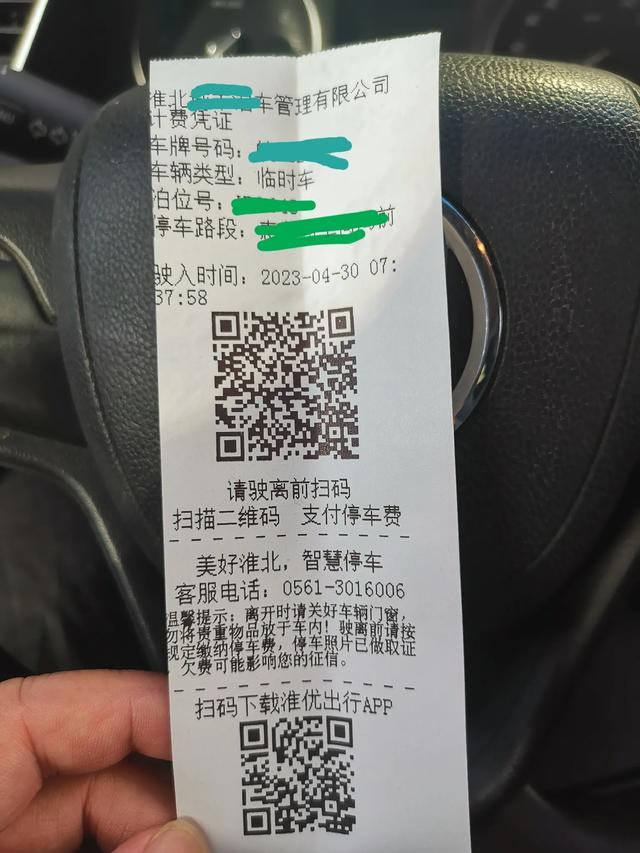 淮北 车管理有限公司
计费凭证
车牌号码：
车辆类型：临时车
泊位号：
停车路段： 前
驶入时间：2023-04-30 07:
37:58
请驶离前扫码
扫描二维码 支付停车费
美好淮北，智慧停车
客服电话：0561-3016006
温馨提示：离开时请关好车辆门窗，
勿将贵重物品放于车内！驶离前请按
规定缴纳停车费，停车照片已做取证
欠费可能影响您的征信。
扫码下载淮优出行APP